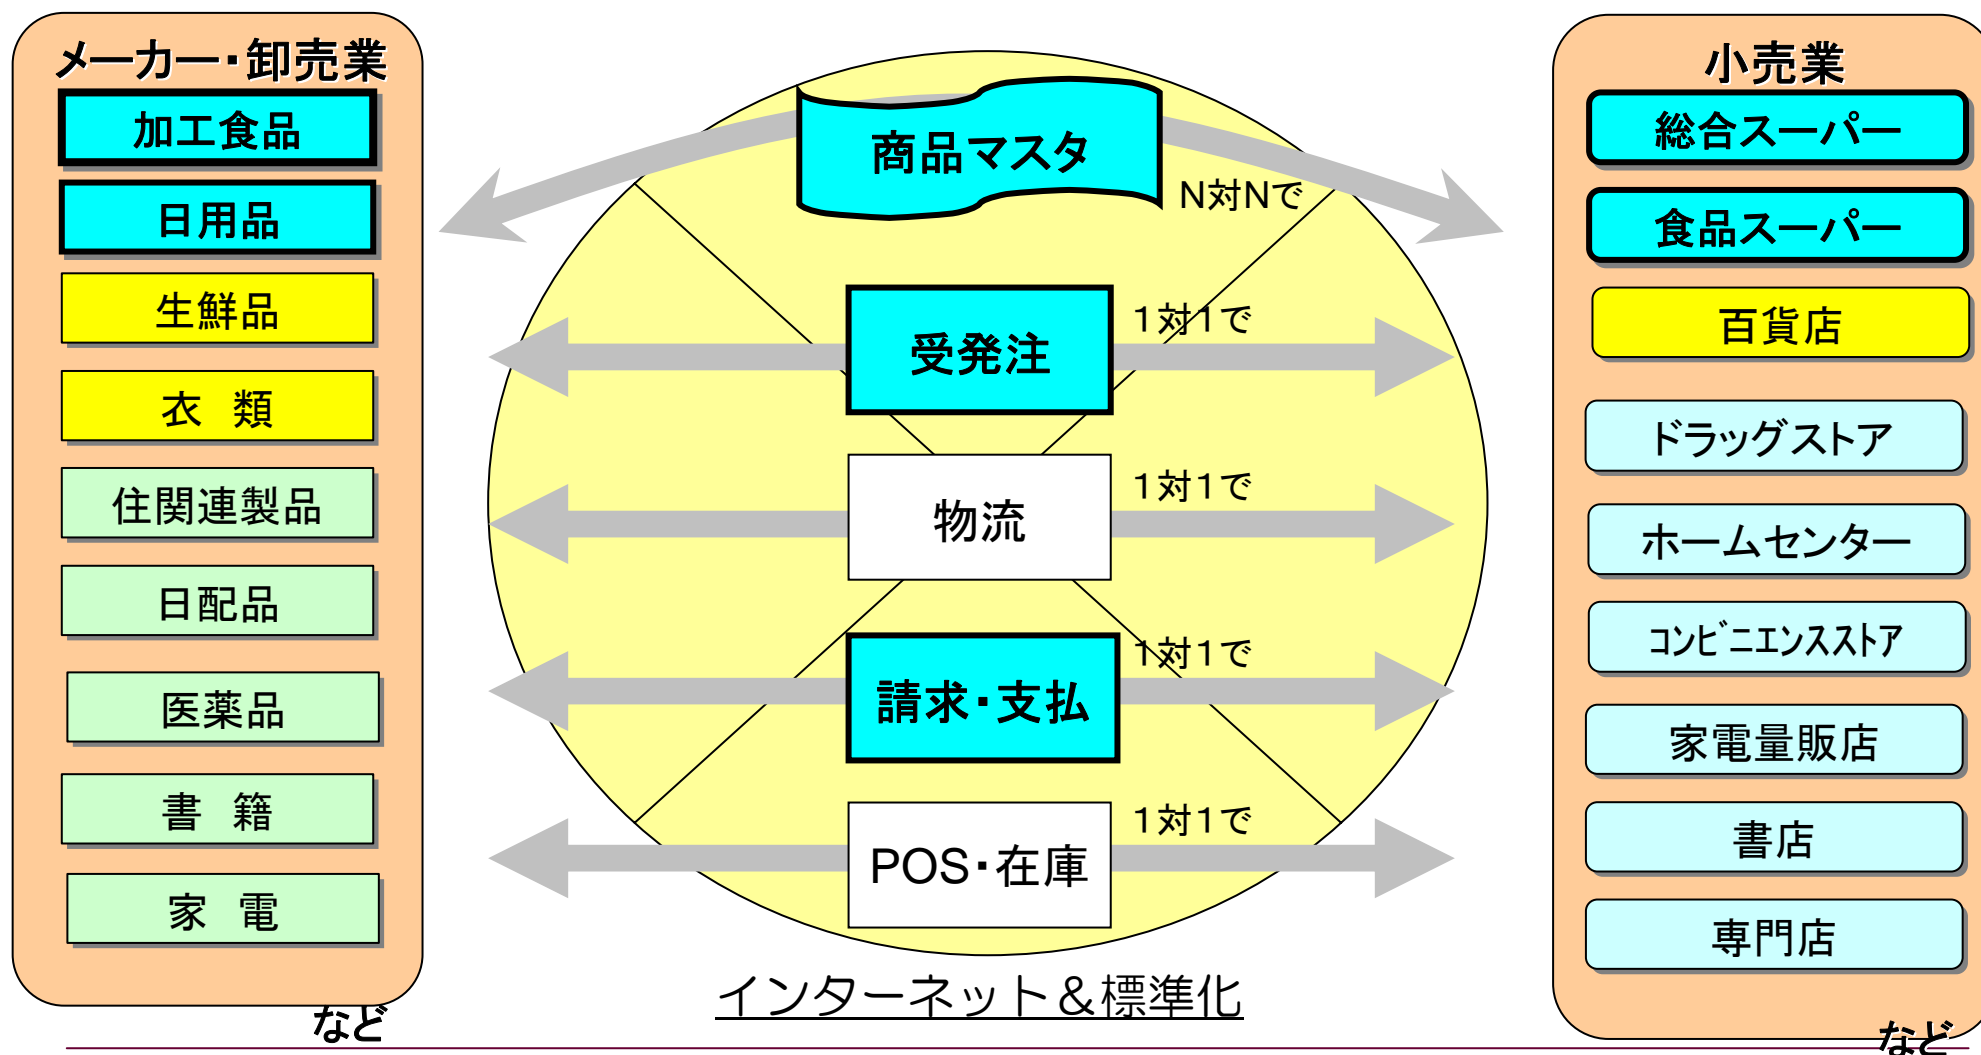 メーカー・卸売業
加工食品
日用品
生鮮品
衣　類
住関連製品
日配品
医薬品
書　籍
家　電
など
商品マスタ
N対Nで
受発注
1対1で
物流
1対1で
請求・支払
1対1で
POS・在庫
1対1で
インターネット＆標準化
小売業
総合スーパー
食品スーパー
百貨店
ドラッグストア
ホームセンター
ｺﾝﾋﾞﾆｴﾝｽｽﾄｱ
家電量販店
書店
専門店
など